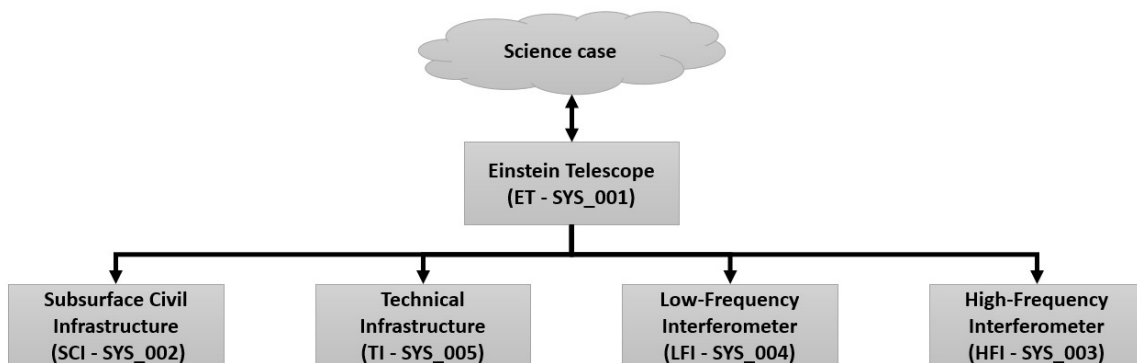 Science case
Einstein Telescope
(ET - SYS_001)
Subsurface Civil
Infrastructure
(SCI - SYS_002)
Technical
Infrastructure
(TI - SYS_005)
Low-Frequency
Interferometer
(LFI - SYS_004)
High-Frequency
Interferometer
(HFI - SYS_003)